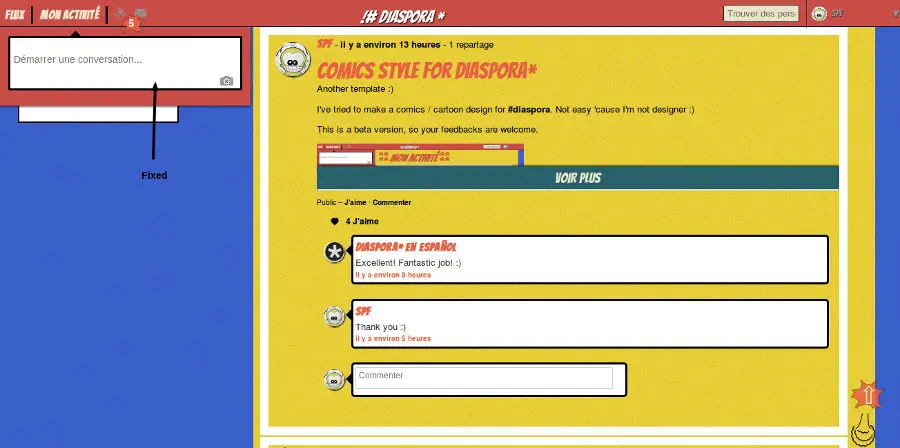 FLUX
MON ACTIVITÉ
5
!# DIASPORA *
Trouver des pers
SPF
Démarrer une conversation...
Fixed
SPF - il y a environ 13 heures - 1 repartage
COMICS STYLE FOR DIASPORA*
Another template :)
I've tried to make a comics / cartoon design for #diaspora. Not easy 'cause I'm not designer :)
This is a beta version, so your feedbacks are welcome.
** MON ACTIVITÉ **
VOIR PLUS
Public – J'aime · Commenter
4 J'aime
DIASPORA* EN ESPAÑOL
Excellent! Fantastic job! :)
il y a environ 9 heures
SPF
Thank you :)
il y a environ 5 heures
Commenter